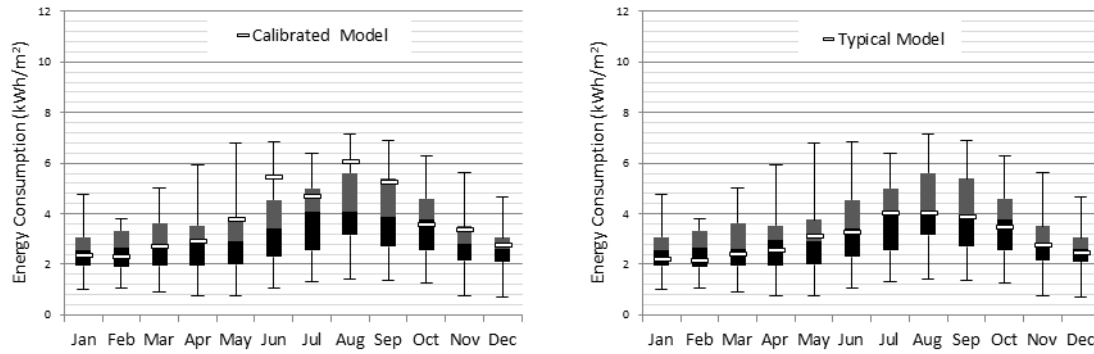 Calibrated Model
Energy Consumption (kWh/m²)
12
10
8
6
4
2
0
Jan Feb Mar Apr May Jun Jul Aug Sep Oct Nov Dec
Typical Model
Energy Consumption (kWh/m²)
12
10
8
6
4
2
0
Jan Feb Mar Apr May Jun Jul Aug Sep Oct Nov Dec